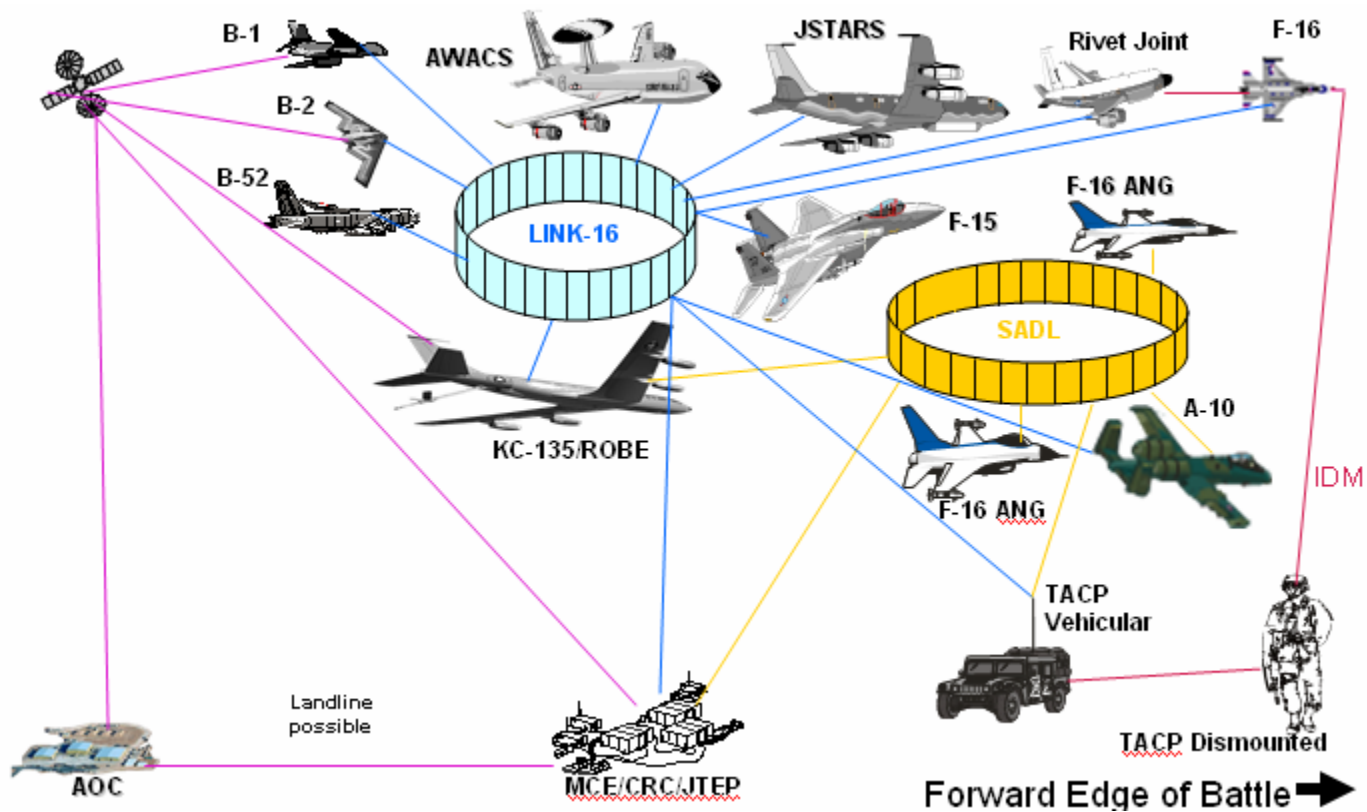 B-1
AWACS
JSTARS
Rivet Joint
F-16
B-2
B-52
F-16 ANG
LINK-16
F-15
SADL
A-10
KC-135/ROBE
IDM
F-16 ANG
TACP
Vehicular
Landline
possible
TACP Dismounted
AOC
MCE/CRC/JTEP
Forward Edge of Battle